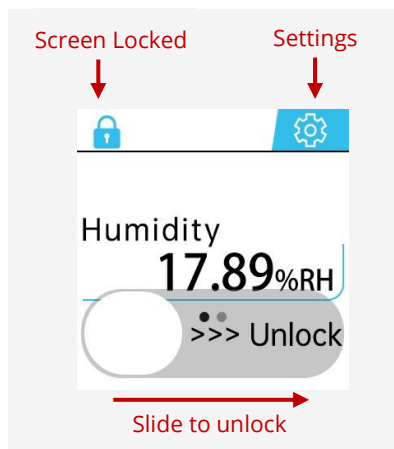 Screen Locked
Settings
Humidity
17.89%RH
>>> Unlock
Slide to unlock